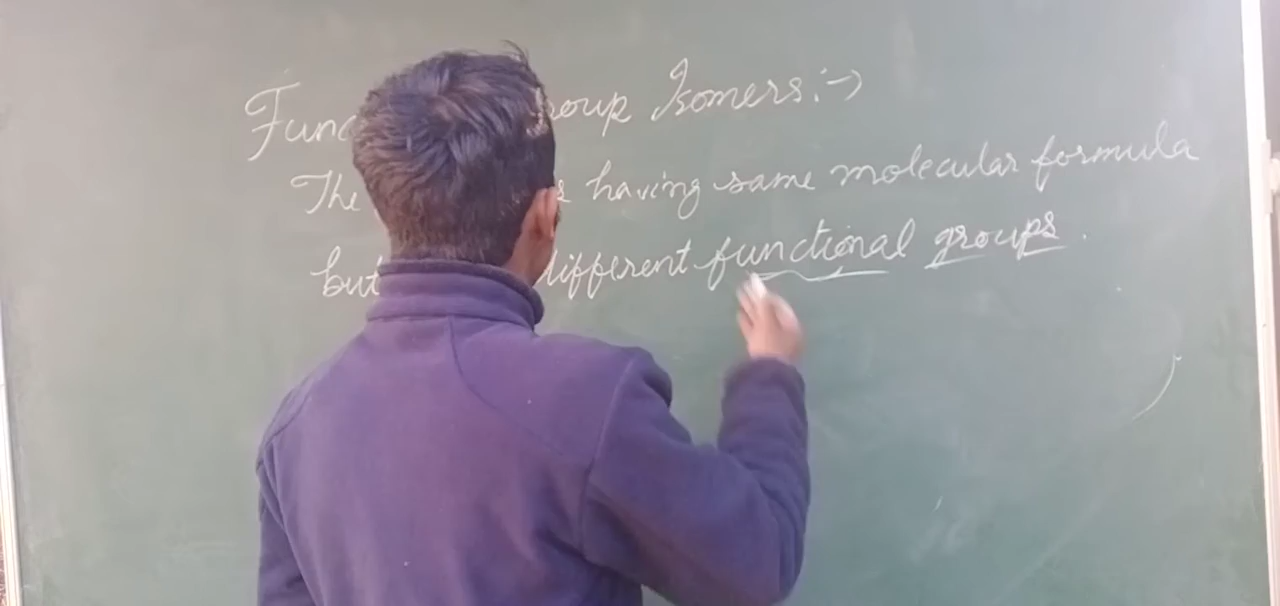 Func roup Isomers:→
The having same molecular formula
but different functional groups.